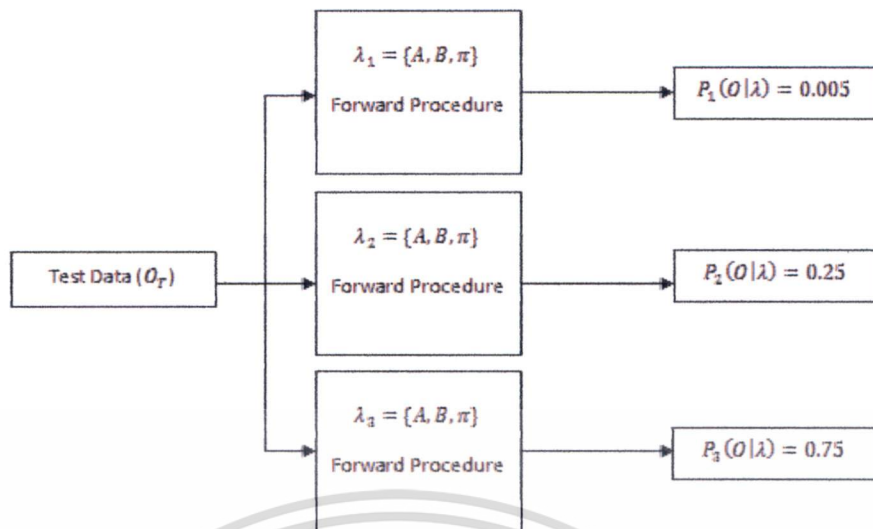 λ₁ = {A, B, π}
Forward Procedure
P₁(O|λ) = 0.005
λ₂ = {A, B, π}
Forward Procedure
Test Data (O_T)
P₂(O|λ) = 0.25
λ₃ = {A, B, π}
Forward Procedure
P₃(O|λ) = 0.75